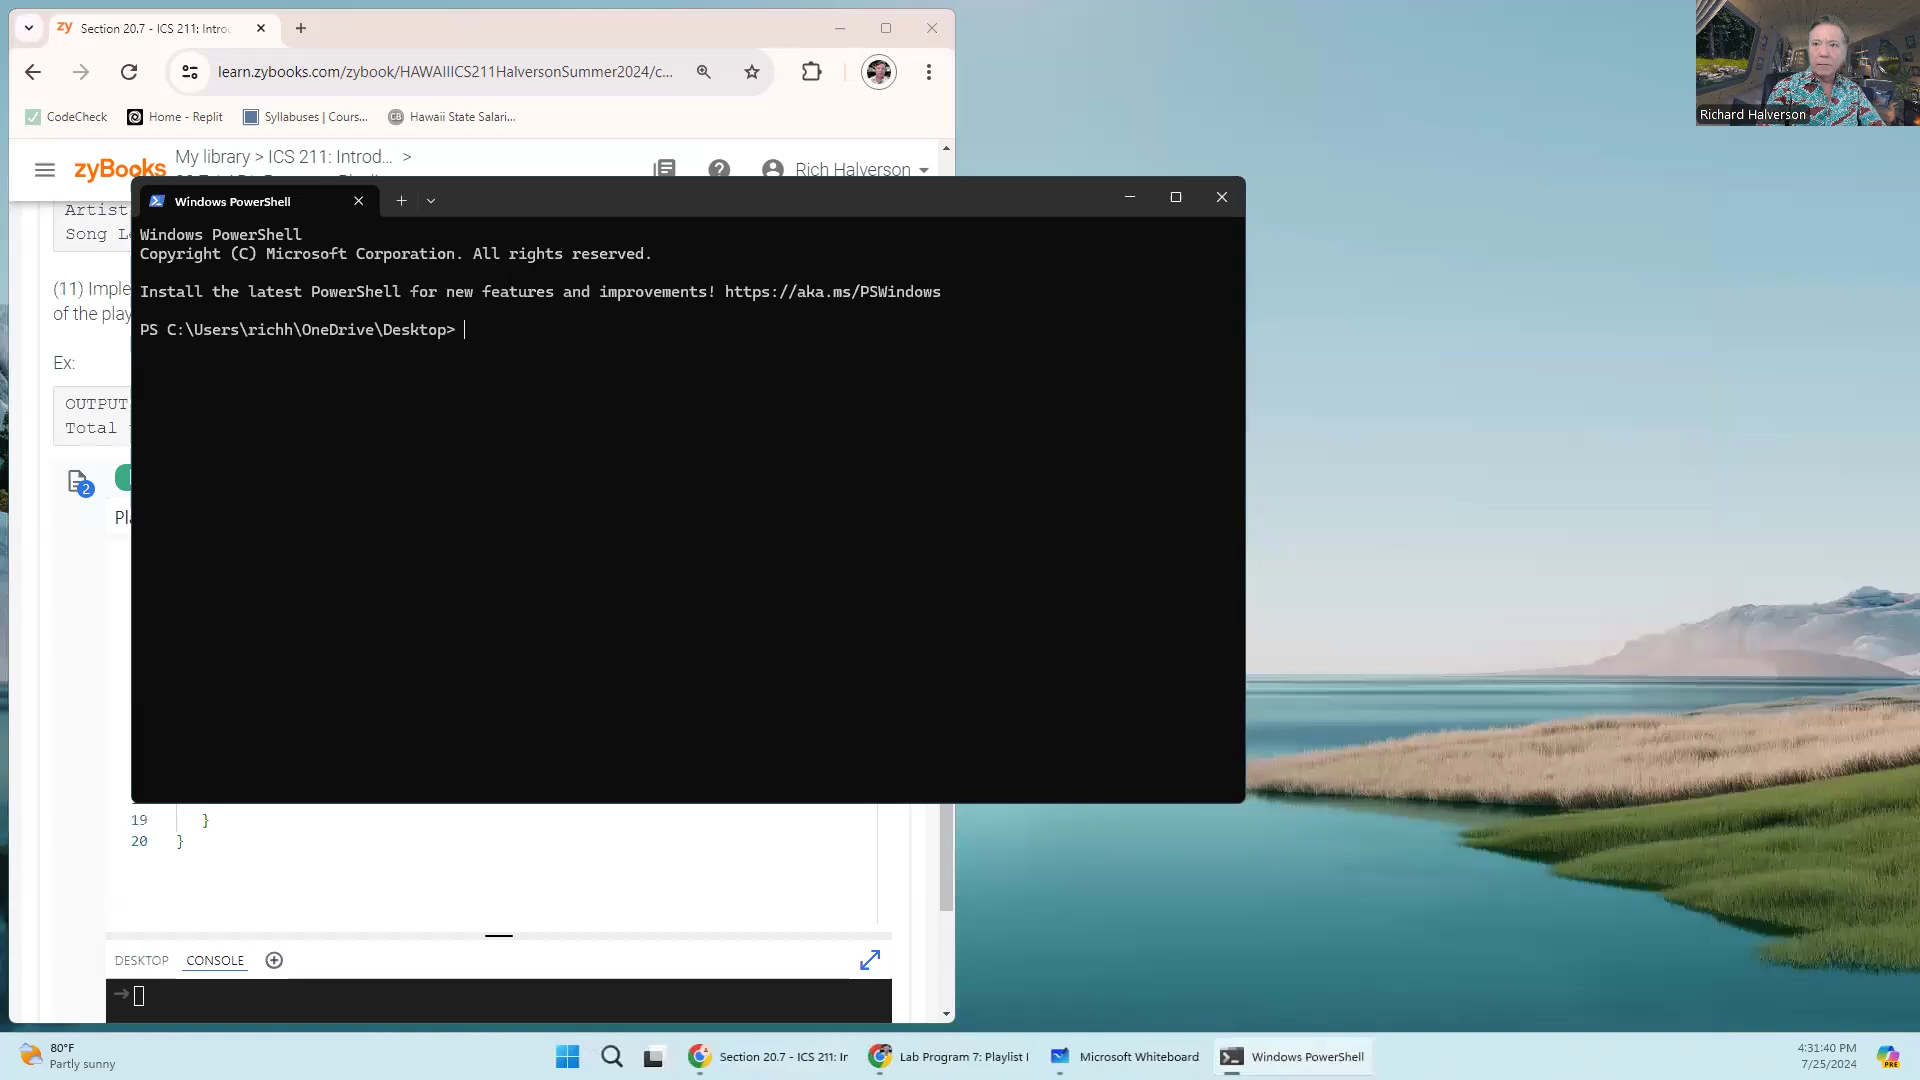 Section 20.7 - ICS 211: Intro
learn.zybooks.com/zybook/HAWAIIICS211HalversonSummer2024/c...
CodeCheck
Home - Replit
Syllabuses | Cours...
Hawaii State Salari...
zyBooks
My library > ICS 211: Introd... >
Rich Halverson
Artist
Song Le
(11) Imple
of the play
Ex:
OUTPUT
Total
2
Pla
Windows PowerShell
Windows PowerShell
Copyright (C) Microsoft Corporation. All rights reserved.
Install the latest PowerShell for new features and improvements! https://aka.ms/PSWindows
PS C:\Users\richh\OneDrive\Desktop>
19 }
20 }
DESKTOP CONSOLE
Richard Halverson
80°F
Partly sunny
Section 20.7 - ICS 211: Ir
Lab Program 7: Playlist
Microsoft Whiteboard
Windows PowerShell
4:31:40 PM
7/25/2024
PRE